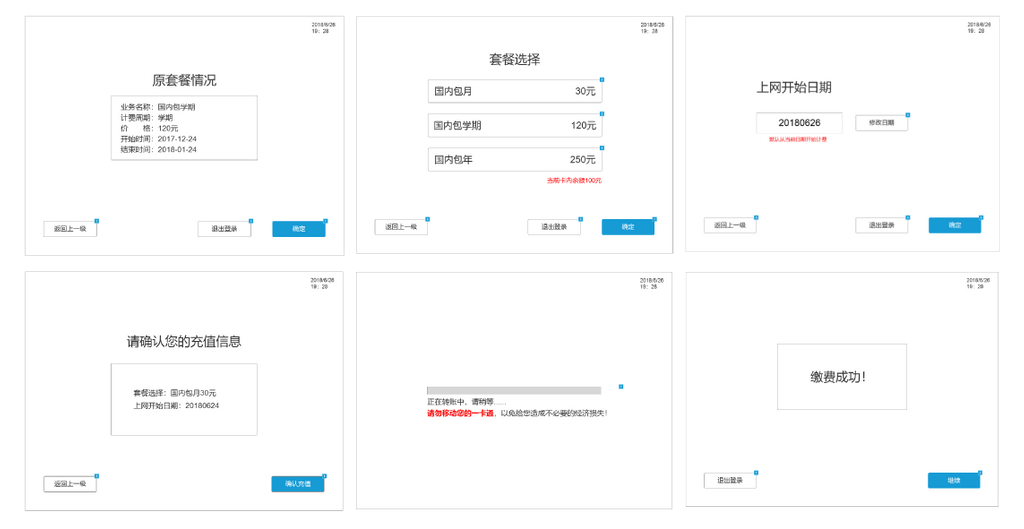 2018/6/26
19：28
原套餐情况
业务名称：国内包学期
计费周期：学期
价　　格：120元
开始时间：2017-12-24
结束时间：2018-01-24
返回上一级
退出登录
确定
2018/6/26
19：28
套餐选择
国内包月 30元
国内包学期 120元
国内包年 250元
当前卡内余额100元
返回上一级
退出登录
确定
2018/6/26
19：28
上网开始日期
20180626
修改日期
默认从当前日期开始计费
返回上一级
退出登录
确定
2018/6/26
19：28
请确认您的充值信息
套餐选择：国内包月30元
上网开始日期：20180624
返回上一级
确认充值
2018/6/26
19：28
正在转账中，请稍等......
请勿移动您的一卡通，以免给您造成不必要的经济损失！
2018/6/26
19：28
缴费成功！
退出登录
继续